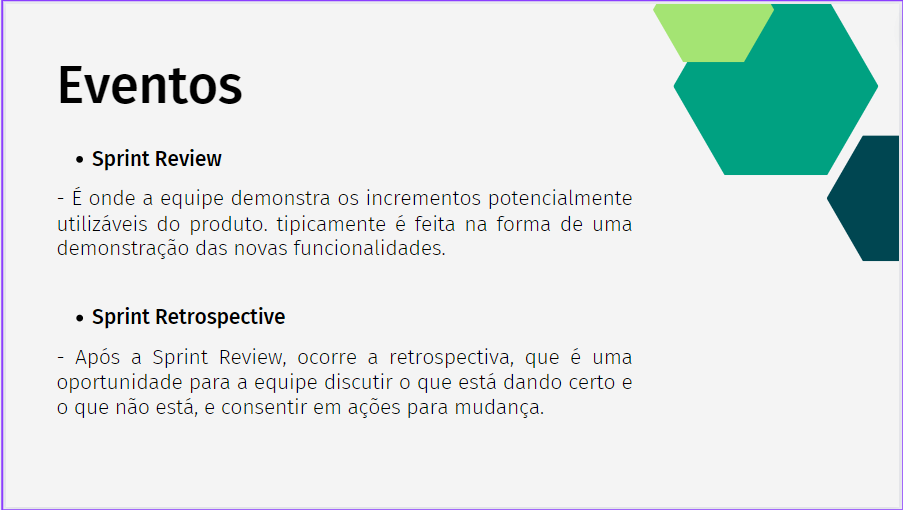 Eventos
• Sprint Review
- É onde a equipe demonstra os incrementos potencialmente
utilizáveis do produto. tipicamente é feita na forma de uma
demonstração das novas funcionalidades.
• Sprint Retrospective
- Após a Sprint Review, ocorre a retrospectiva, que é uma
oportunidade para a equipe discutir o que está dando certo e
o que não está, e consentir em ações para mudança.